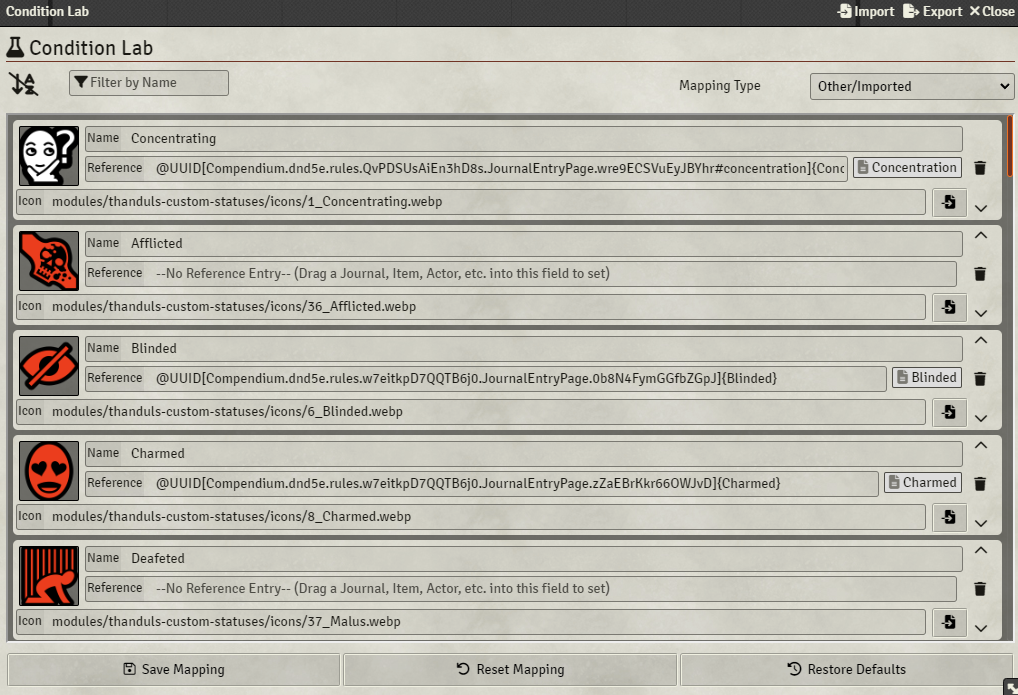 Condition Lab Import Export Close
Condition Lab
Filter by Name Mapping Type Other/Imported
Name Concentrating
Reference @UUID[Compendium.dnd5e.rules.QvPDSUsAiEn3hD8s.JournalEntryPage.wre9ECSVuEyJBYhr#concentration]{Conc Concentration
Icon modules/thanduls-custom-statuses/icons/1_Concentrating.webp
Name Afflicted
Reference --No Reference Entry-- (Drag a Journal, Item, Actor, etc. into this field to set)
Icon modules/thanduls-custom-statuses/icons/36_Afflicted.webp
Name Blinded
Reference @UUID[Compendium.dnd5e.rules.w7eitkpD7QQTB6j0.JournalEntryPage.0b8N4FymGGfbZGpJ]{Blinded} Blinded
Icon modules/thanduls-custom-statuses/icons/6_Blinded.webp
Name Charmed
Reference @UUID[Compendium.dnd5e.rules.w7eitkpD7QQTB6j0.JournalEntryPage.zZaEBrKkr66OWJvD]{Charmed} Charmed
Icon modules/thanduls-custom-statuses/icons/8_Charmed.webp
Name Deafeted
Reference --No Reference Entry-- (Drag a Journal, Item, Actor, etc. into this field to set)
Icon modules/thanduls-custom-statuses/icons/37_Malus.webp
Save Mapping Reset Mapping Restore Defaults